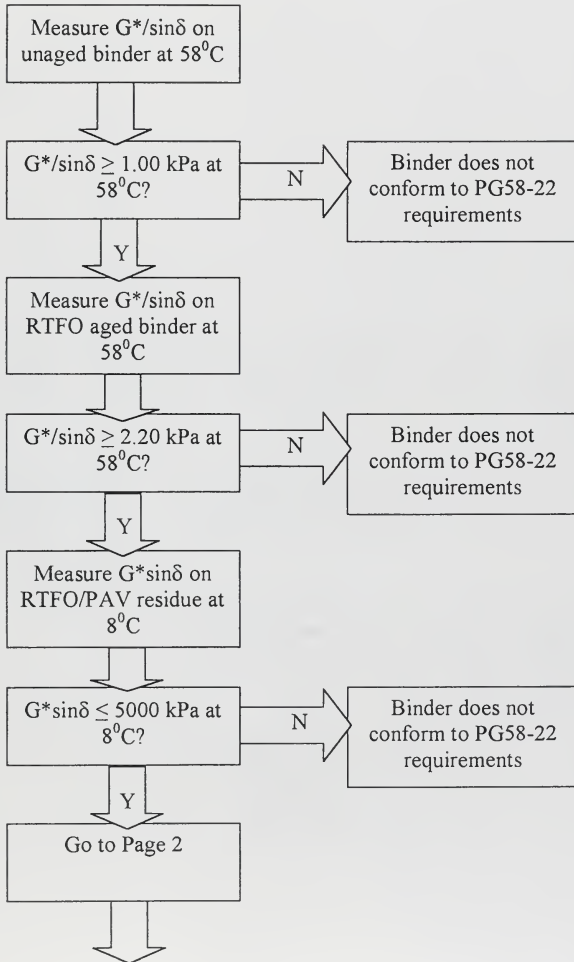 Measure G*/sinδ on
unaged binder at 58⁰C
G*/sinδ ≥ 1.00 kPa at
58⁰C?
N
Binder does not
conform to PG58-22
requirements
Y
Measure G*/sinδ on
RTFO aged binder at
58⁰C
G*/sinδ ≥ 2.20 kPa at
58⁰C?
N
Binder does not
conform to PG58-22
requirements
Y
Measure G*sinδ on
RTFO/PAV residue at
8⁰C
G*sinδ ≤ 5000 kPa at
8⁰C?
N
Binder does not
conform to PG58-22
requirements
Y
Go to Page 2